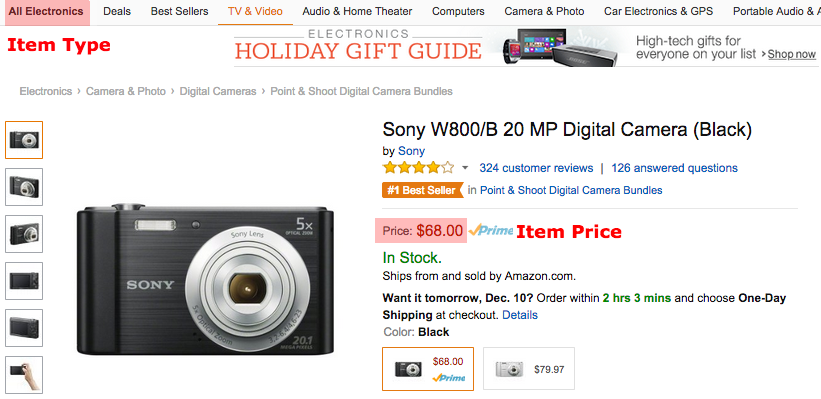 All Electronics Deals Best Sellers TV & Video Audio & Home Theater Computers Camera & Photo Car Electronics & GPS Portable Audio & A
Item Type
ELECTRONICS
HOLIDAY GIFT GUIDE
High-tech gifts for
everyone on your list › Shop now
Electronics › Camera & Photo › Digital Cameras › Point & Shoot Digital Camera Bundles
Sony W800/B 20 MP Digital Camera (Black)
by Sony
324 customer reviews | 126 answered questions
#1 Best Seller in Point & Shoot Digital Camera Bundles
Price: $68.00 Prime Item Price
In Stock.
Ships from and sold by Amazon.com.
Want it tomorrow, Dec. 10? Order within 2 hrs 3 mins and choose One-Day
Shipping at checkout. Details
Color: Black
$68.00
Prime
$79.97
5x
OPTICAL ZOOM
Sony Lens
SONY
5x Optical Zoom
20.1
MEGA PIXELS